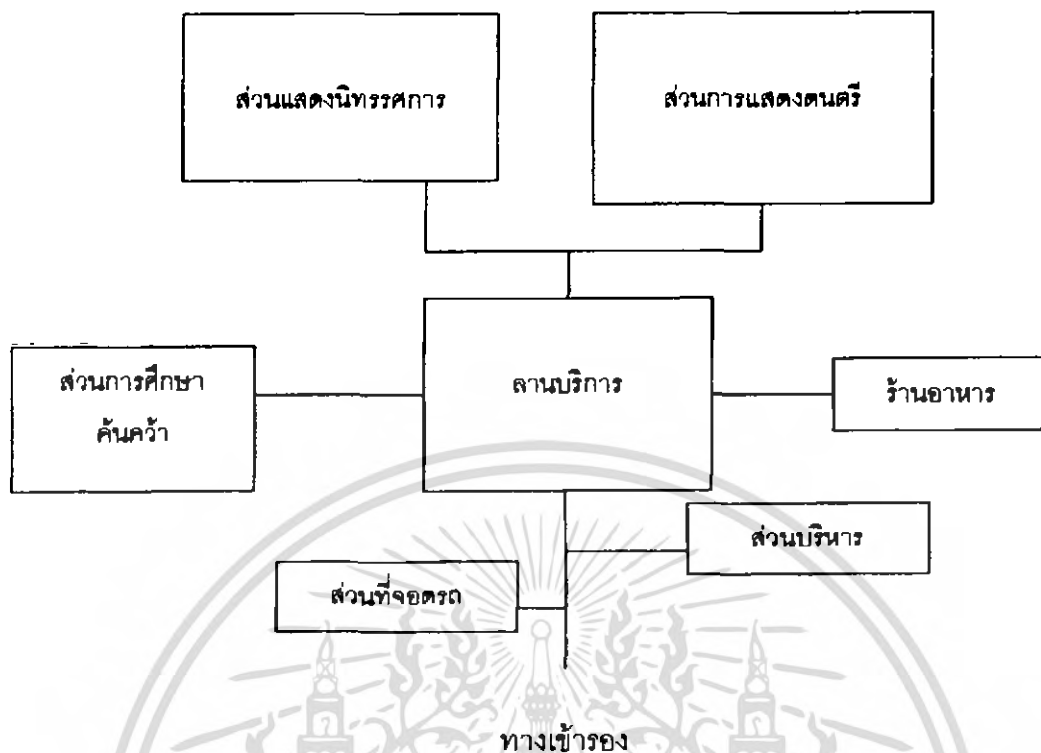 ส่วนแสดงนิทรรศการ
ส่วนการแสดงดนตรี
ส่วนการศึกษา
ค้นคว้า
ลานบริการ
ร้านอาหาร
ส่วนบริหาร
ส่วนที่จอดรถ
ทางเข้ารอง